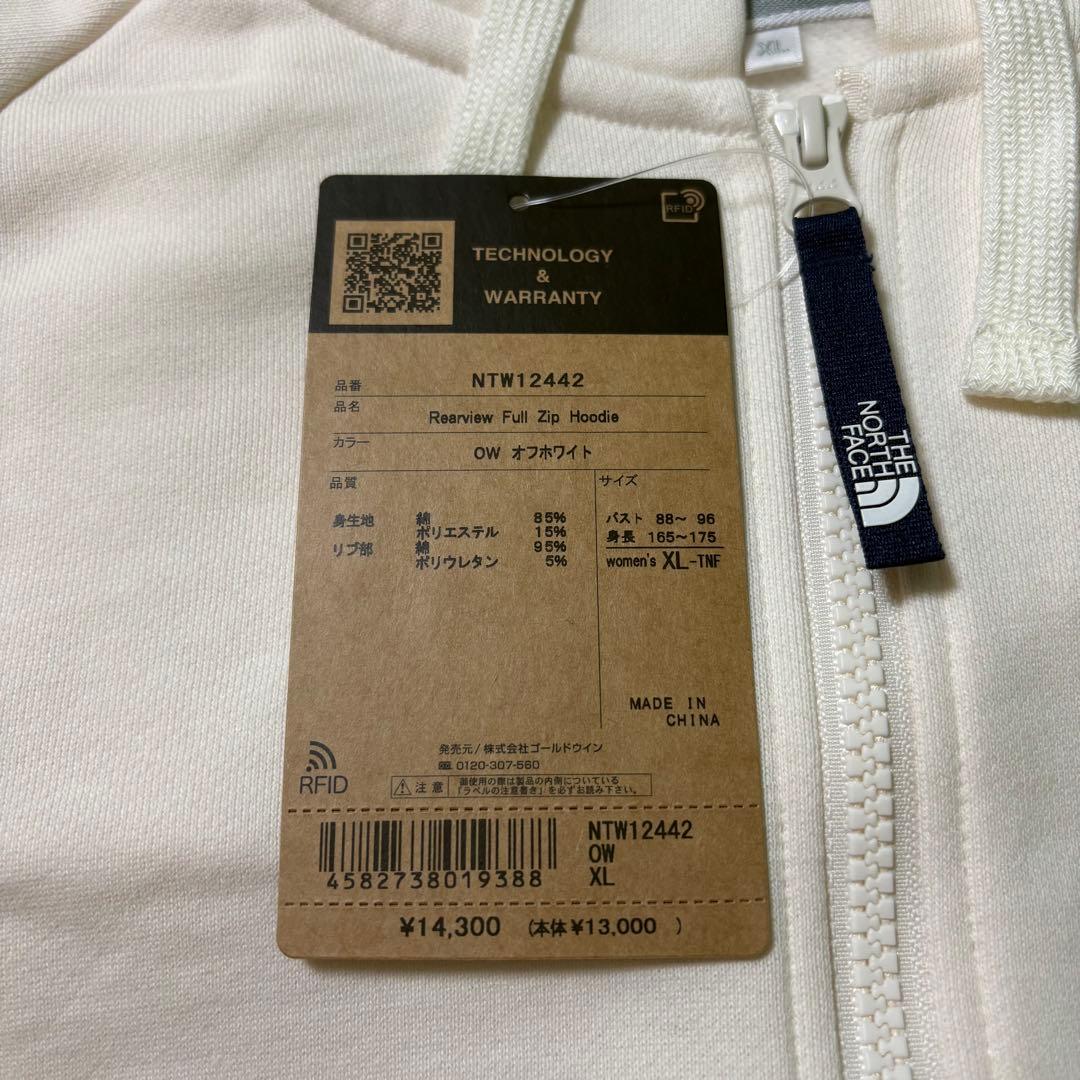 XL
RFID
TECHNOLOGY
&
WARRANTY
品番 NTW12442
品名 Rearview Full Zip Hoodie
カラー OW オフホワイト
品質
身生地 綿 85%
ポリエステル 15%
リブ部 綿 95%
ポリウレタン 5%
サイズ
バスト 88～ 96
身長 165～175
women's XL-TNF
MADE IN
CHINA
発売元/株式会社ゴールドウイン
0120-307-560
RFID
注意
御使用の際は製品の内側についている
「ラベルの注意書き」を必ずお読み下さい。
4582738019388
NTW12442
OW
XL
¥14,300 (本体¥13,000 )
THE
NORTH
FACE